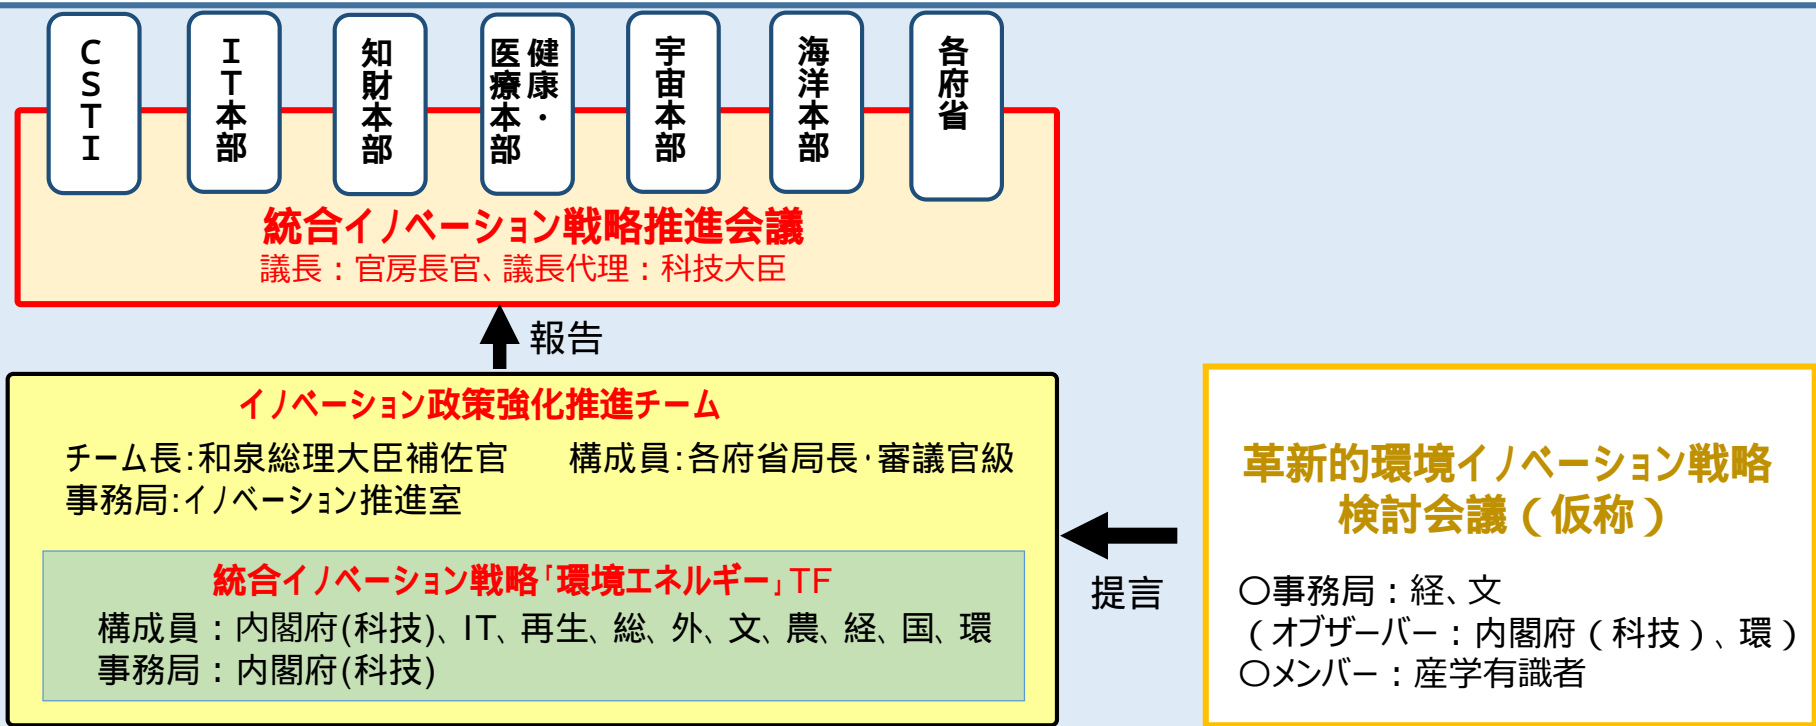 CSTI
IT本部
知財本部
健康・
医療本部
宇宙本部
海洋本部
各府省
統合イノベーション戦略推進会議
議長：官房長官、議長代理：科技大臣
報告
イノベーション政策強化推進チーム
チーム長:和泉総理大臣補佐官　構成員:各府省局長・審議官級
事務局:イノベーション推進室
統合イノベーション戦略「環境エネルギー」TF
構成員：内閣府(科技)、IT、再生、総、外、文、農、経、国、環
事務局：内閣府(科技)
提言
革新的環境イノベーション戦略
検討会議（仮称）
○事務局：経、文
（オブザーバー：内閣府（科技）、環）
○メンバー：産学有識者